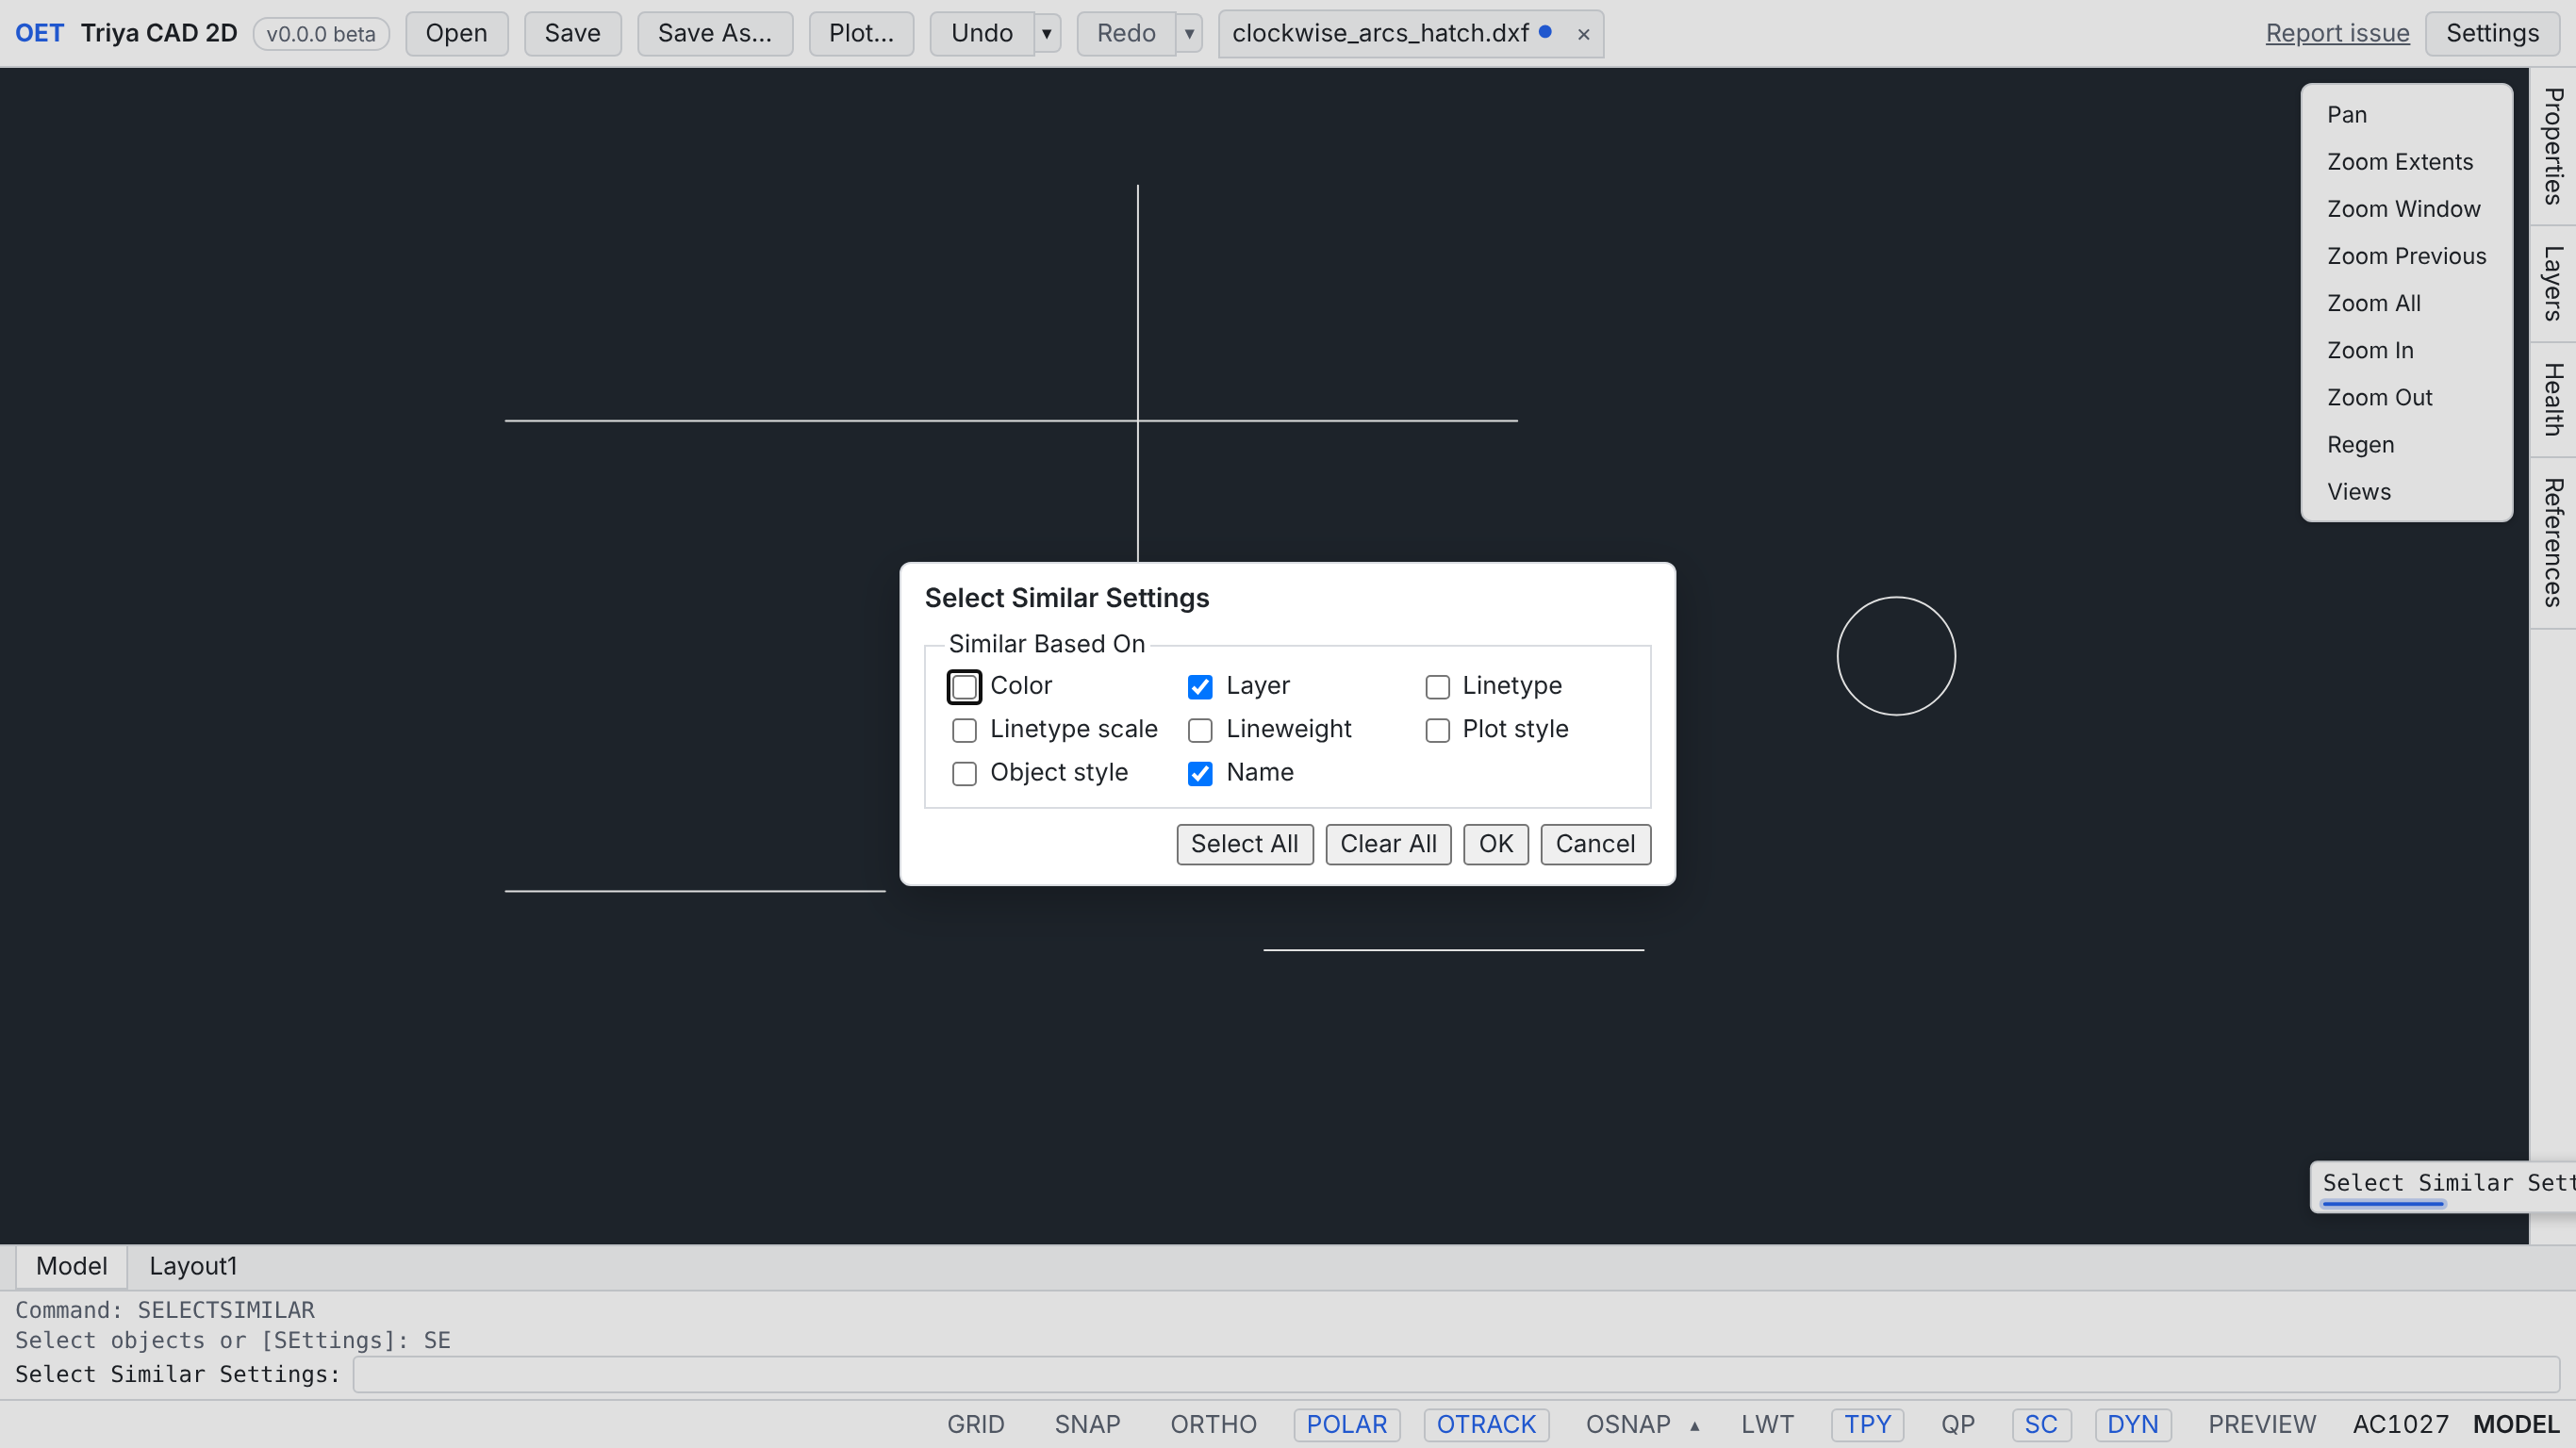 OET Triya CAD 2D v0.0.0 beta Open Save Save As... Plot... Undo ▾ Redo ▾ clockwise_arcs_hatch.dxf × Report issue Settings
Pan
Zoom Extents
Zoom Window
Zoom Previous
Zoom All
Zoom In
Zoom Out
Regen
Views
Properties
Layers
Health
References
Select Similar Settings
Similar Based On
Color Layer Linetype
Linetype scale Lineweight Plot style
Object style Name
Select All Clear All OK Cancel
Select Similar Sett
Model Layout1
Command: SELECTSIMILAR
Select objects or [SEttings]: SE
Select Similar Settings:
GRID SNAP ORTHO POLAR OTRACK OSNAP ▴ LWT TPY QP SC DYN PREVIEW AC1027 MODEL